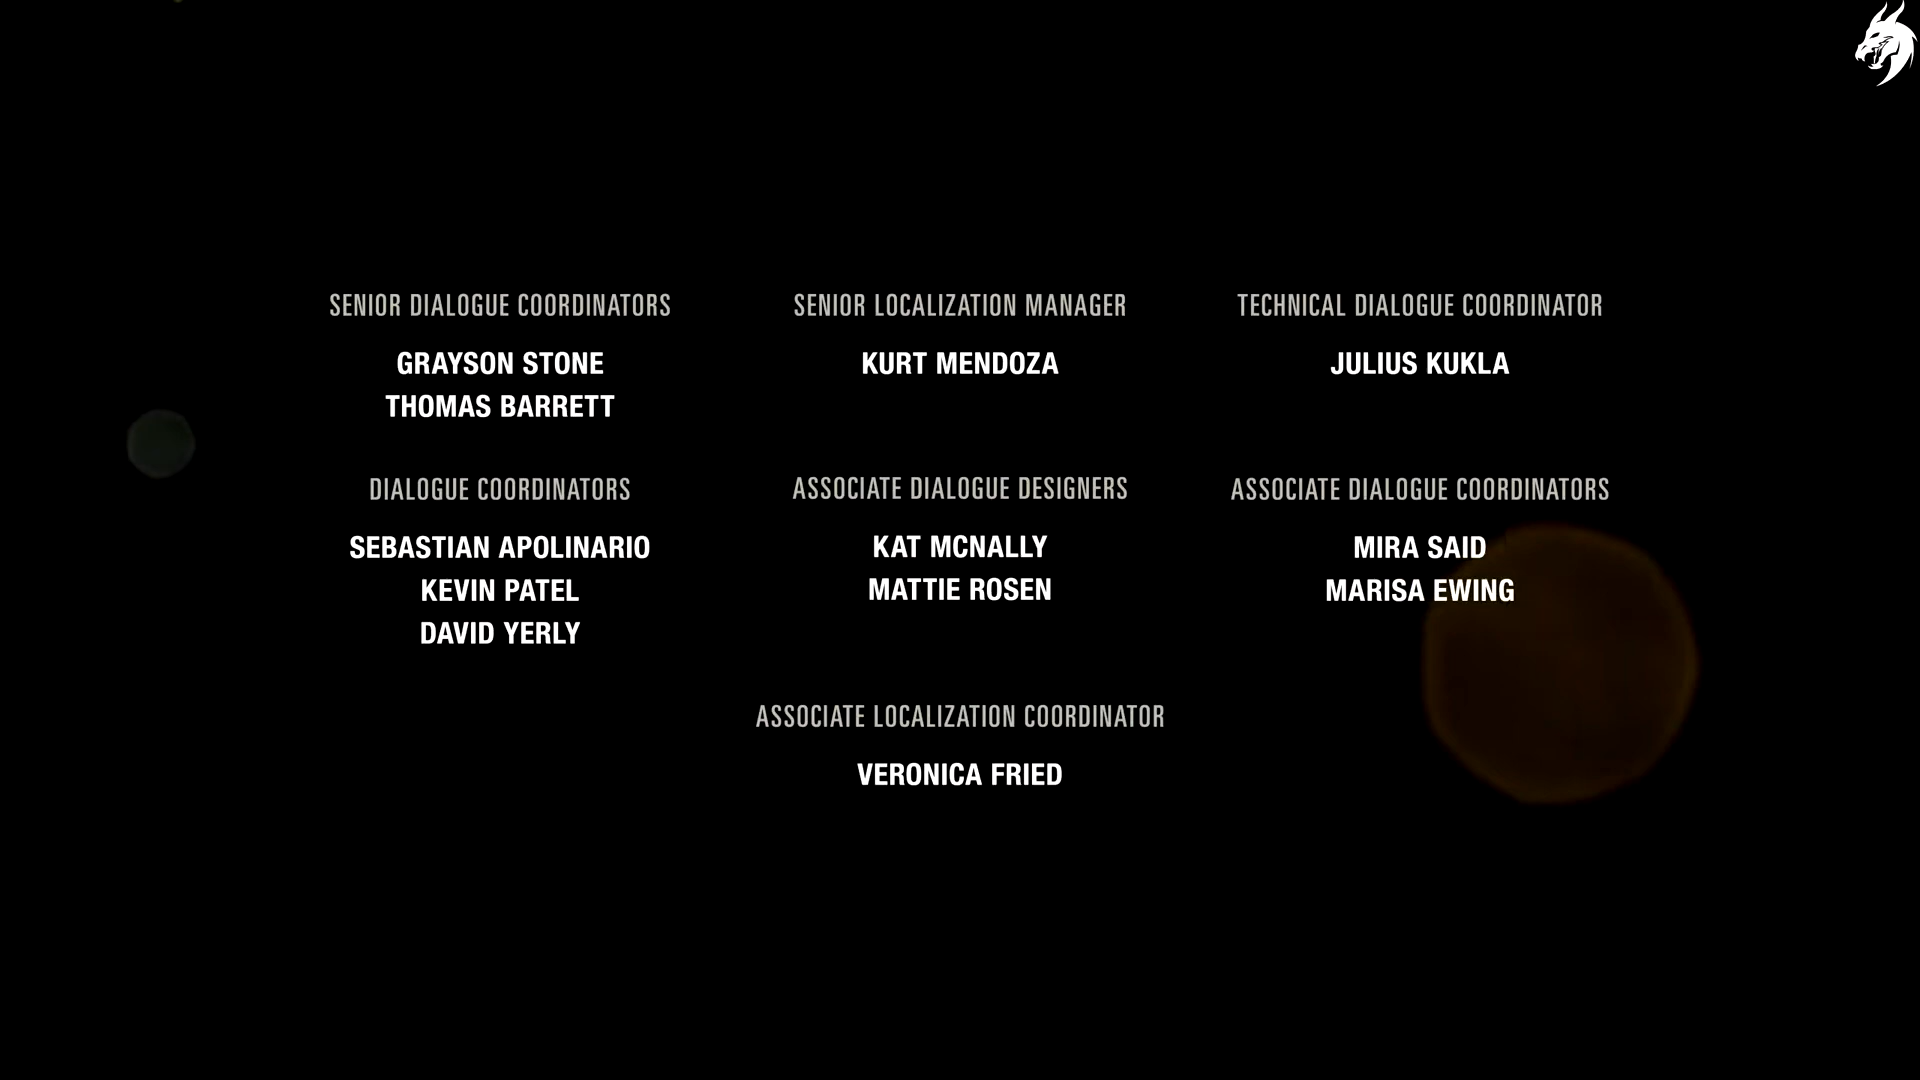 SENIOR DIALOGUE COORDINATORS
GRAYSON STONE
THOMAS BARRETT
SENIOR LOCALIZATION MANAGER
KURT MENDOZA
TECHNICAL DIALOGUE COORDINATOR
JULIUS KUKLA
DIALOGUE COORDINATORS
SEBASTIAN APOLINARIO
KEVIN PATEL
DAVID YERLY
ASSOCIATE DIALOGUE DESIGNERS
KAT MCNALLY
MATTIE ROSEN
ASSOCIATE DIALOGUE COORDINATORS
MIRA SAID
MARISA EWING
ASSOCIATE LOCALIZATION COORDINATOR
VERONICA FRIED